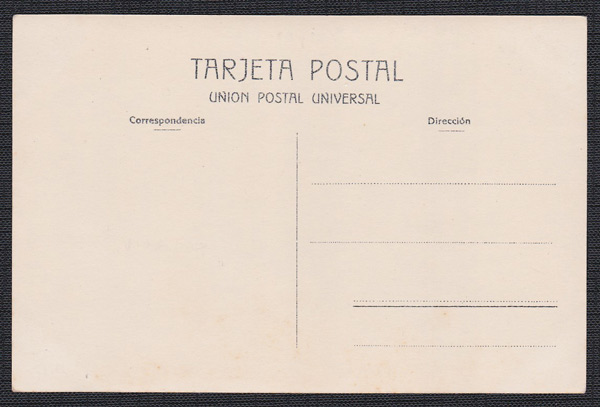 TARJETA POSTAL
UNION POSTAL UNIVERSAL
Correspondencia
Dirección